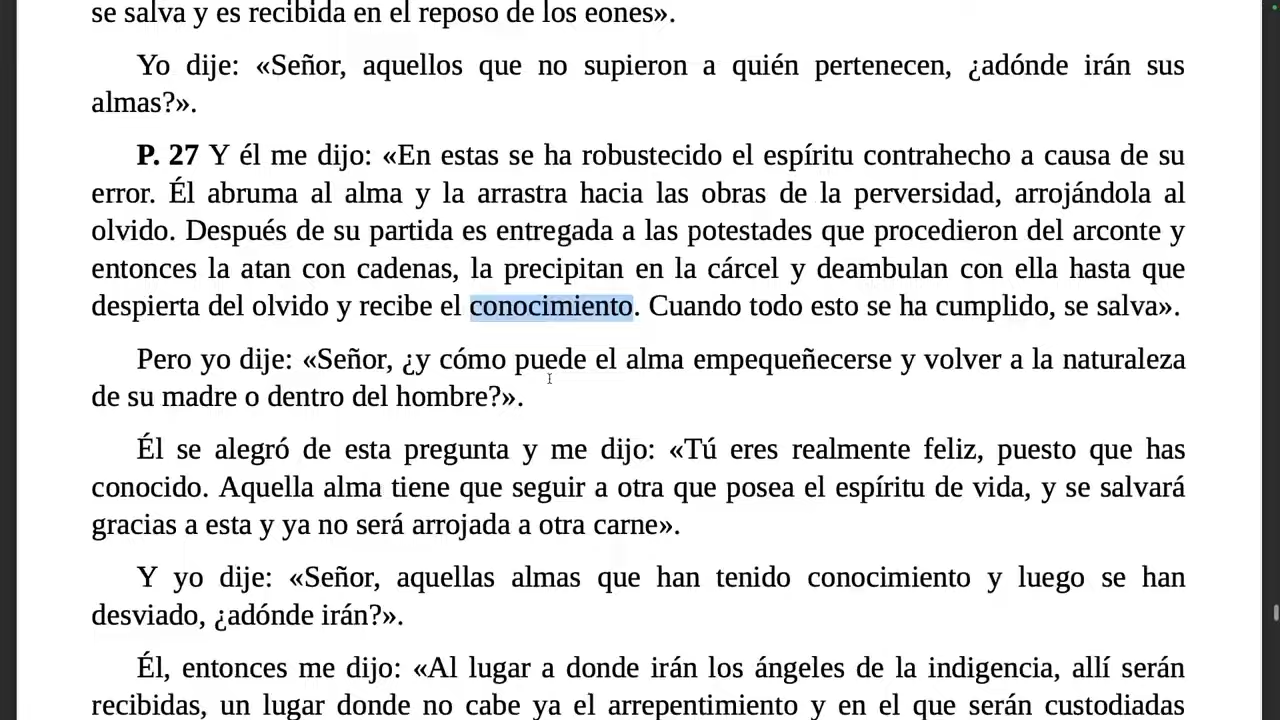 se salva y es recibida en el reposo de los eones».
Yo dije: «Señor, aquellos que no supieron a quién pertenecen, ¿adónde irán sus
almas?».
P. 27 Y él me dijo: «En estas se ha robustecido el espíritu contrahecho a causa de su
error. Él abruma al alma y la arrastra hacia las obras de la perversidad, arrojándola al
olvido. Después de su partida es entregada a las potestades que procedieron del arconte y
entonces la atan con cadenas, la precipitan en la cárcel y deambulan con ella hasta que
despierta del olvido y recibe el conocimiento. Cuando todo esto se ha cumplido, se salva».
Pero yo dije: «Señor, ¿y cómo puede el alma empequeñecerse y volver a la naturaleza
de su madre o dentro del hombre?».
Él se alegró de esta pregunta y me dijo: «Tú eres realmente feliz, puesto que has
conocido. Aquella alma tiene que seguir a otra que posea el espíritu de vida, y se salvará
gracias a esta y ya no será arrojada a otra carne».
Y yo dije: «Señor, aquellas almas que han tenido conocimiento y luego se han
desviado, ¿adónde irán?».
Él, entonces me dijo: «Al lugar a donde irán los ángeles de la indigencia, allí serán
recibidas, un lugar donde no cabe ya el arrepentimiento y en el que serán custodiadas